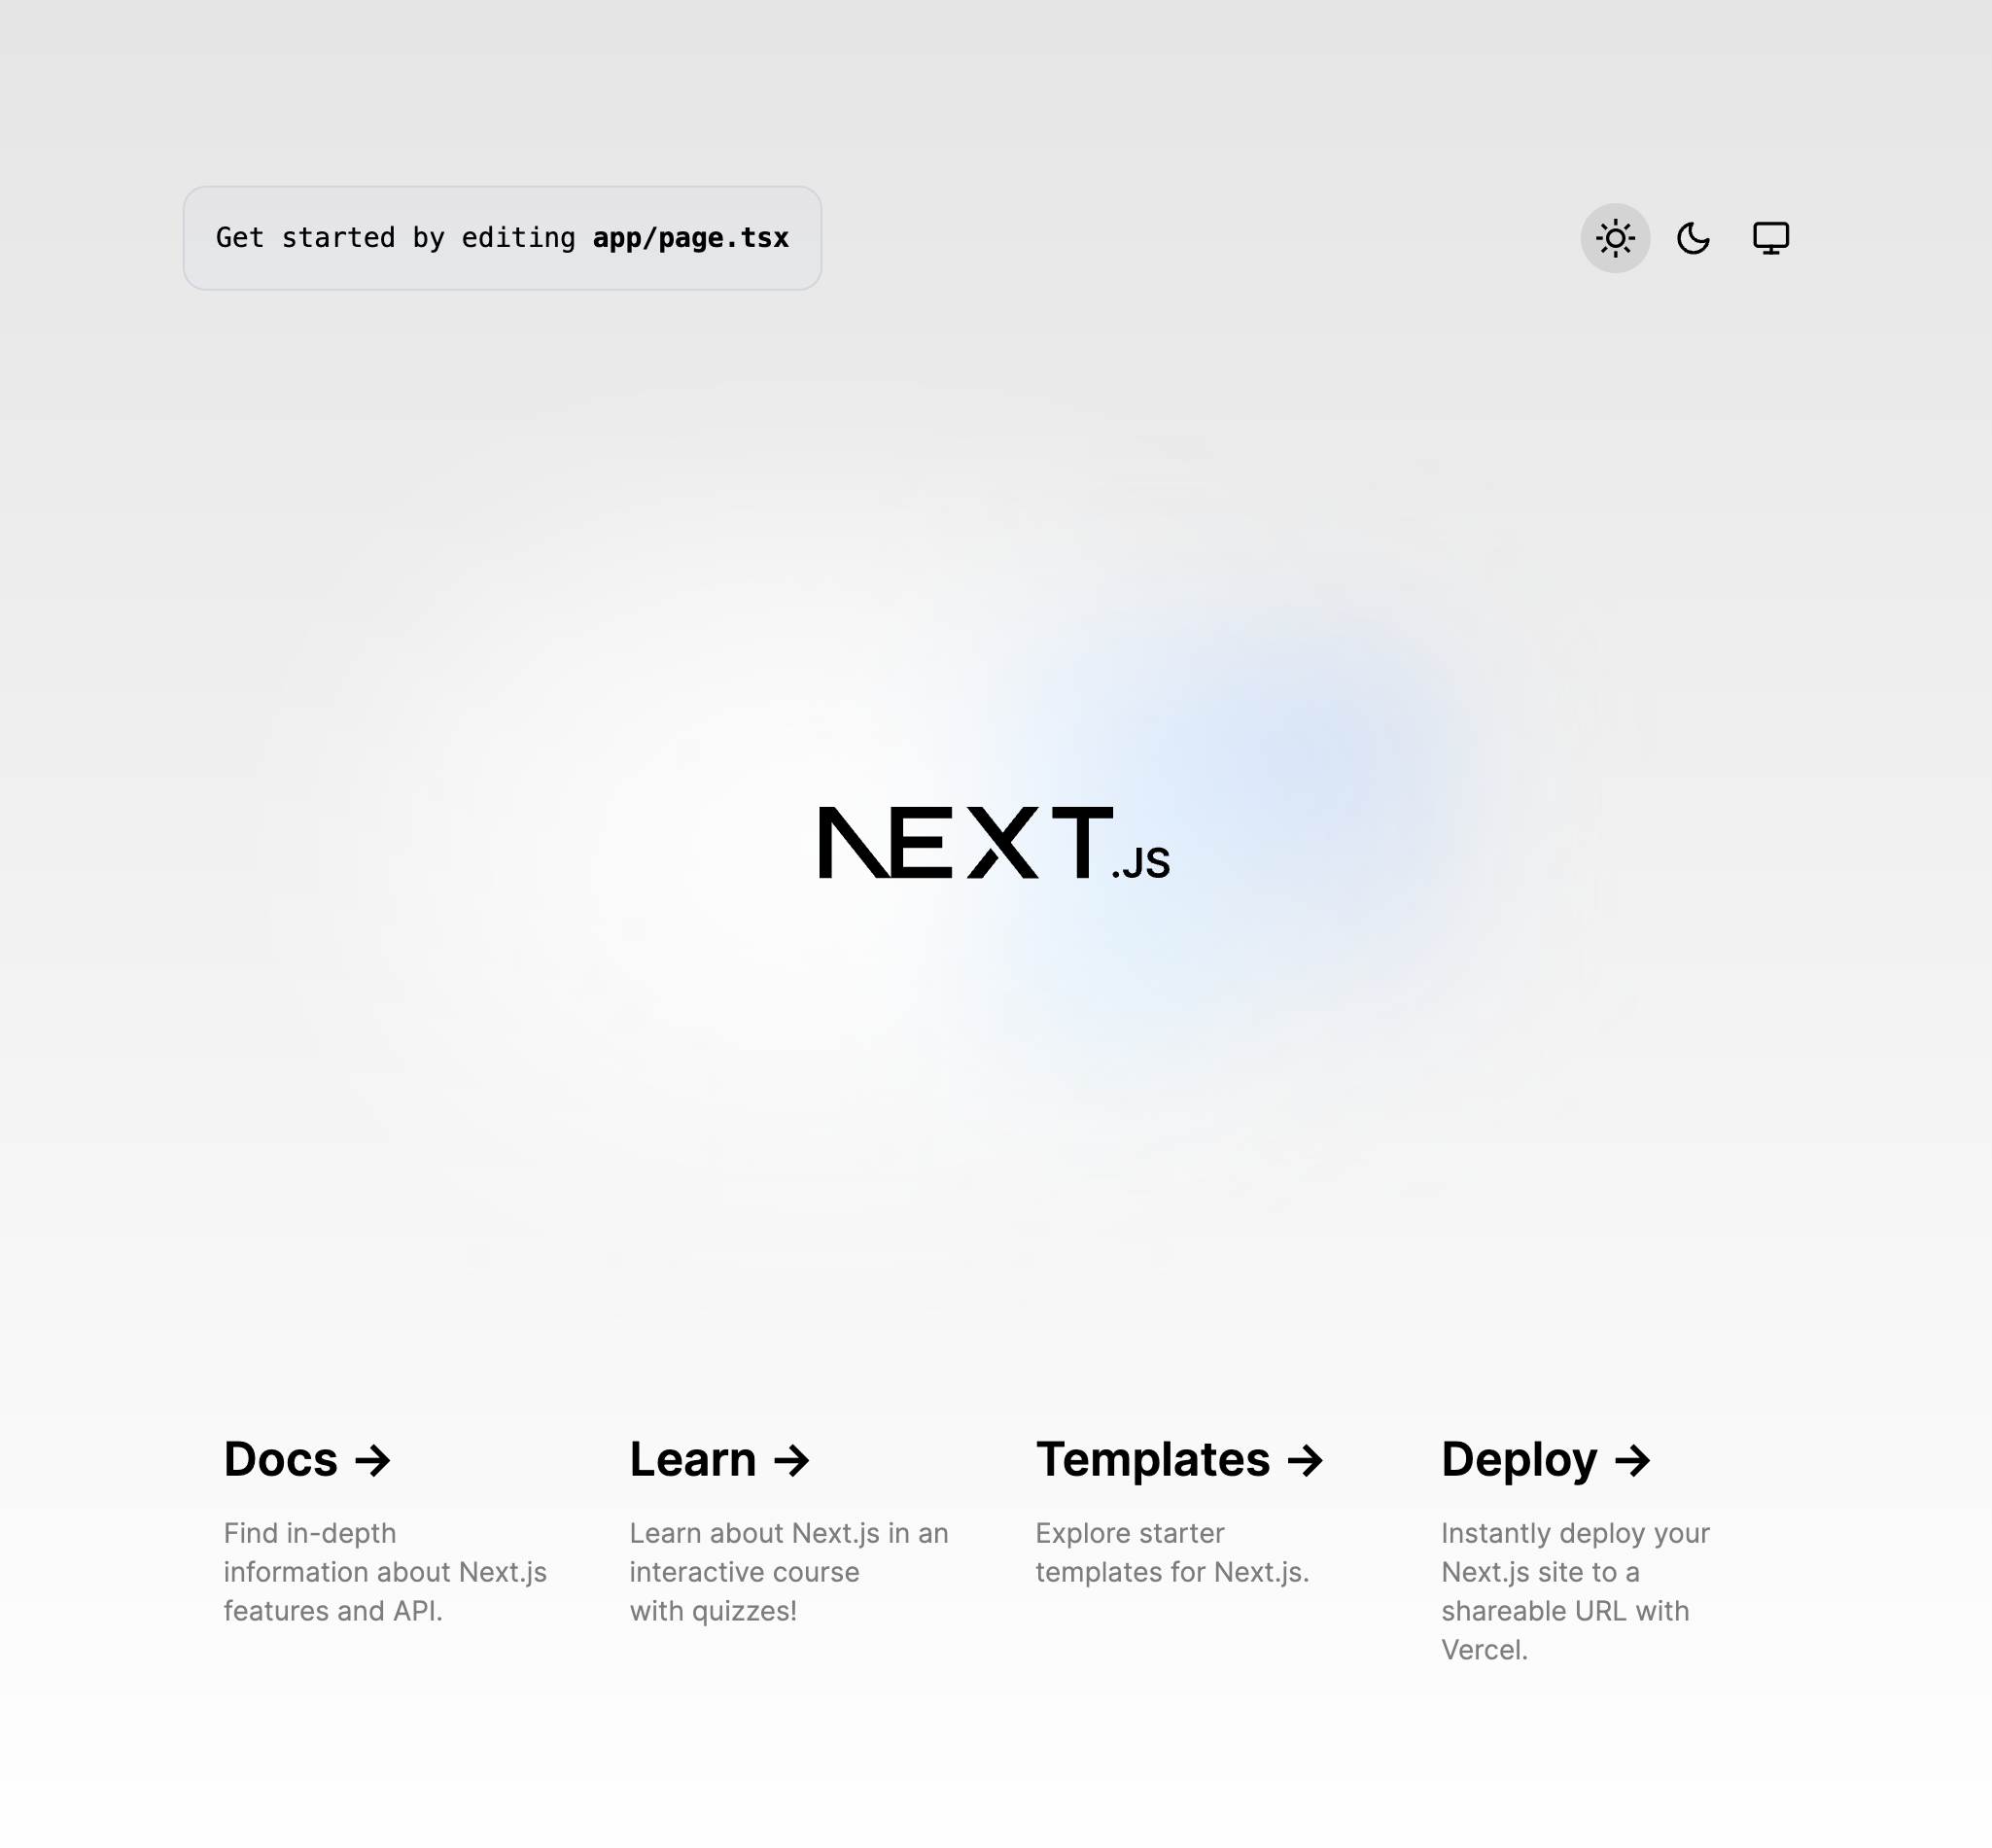 Get started by editing app/page.tsx
NEXT.JS
Docs →
Find in-depth
information about Next.js
features and API.
Learn →
Learn about Next.js in an
interactive course
with quizzes!
Templates →
Explore starter
templates for Next.js.
Deploy →
Instantly deploy your
Next.js site to a
shareable URL with
Vercel.